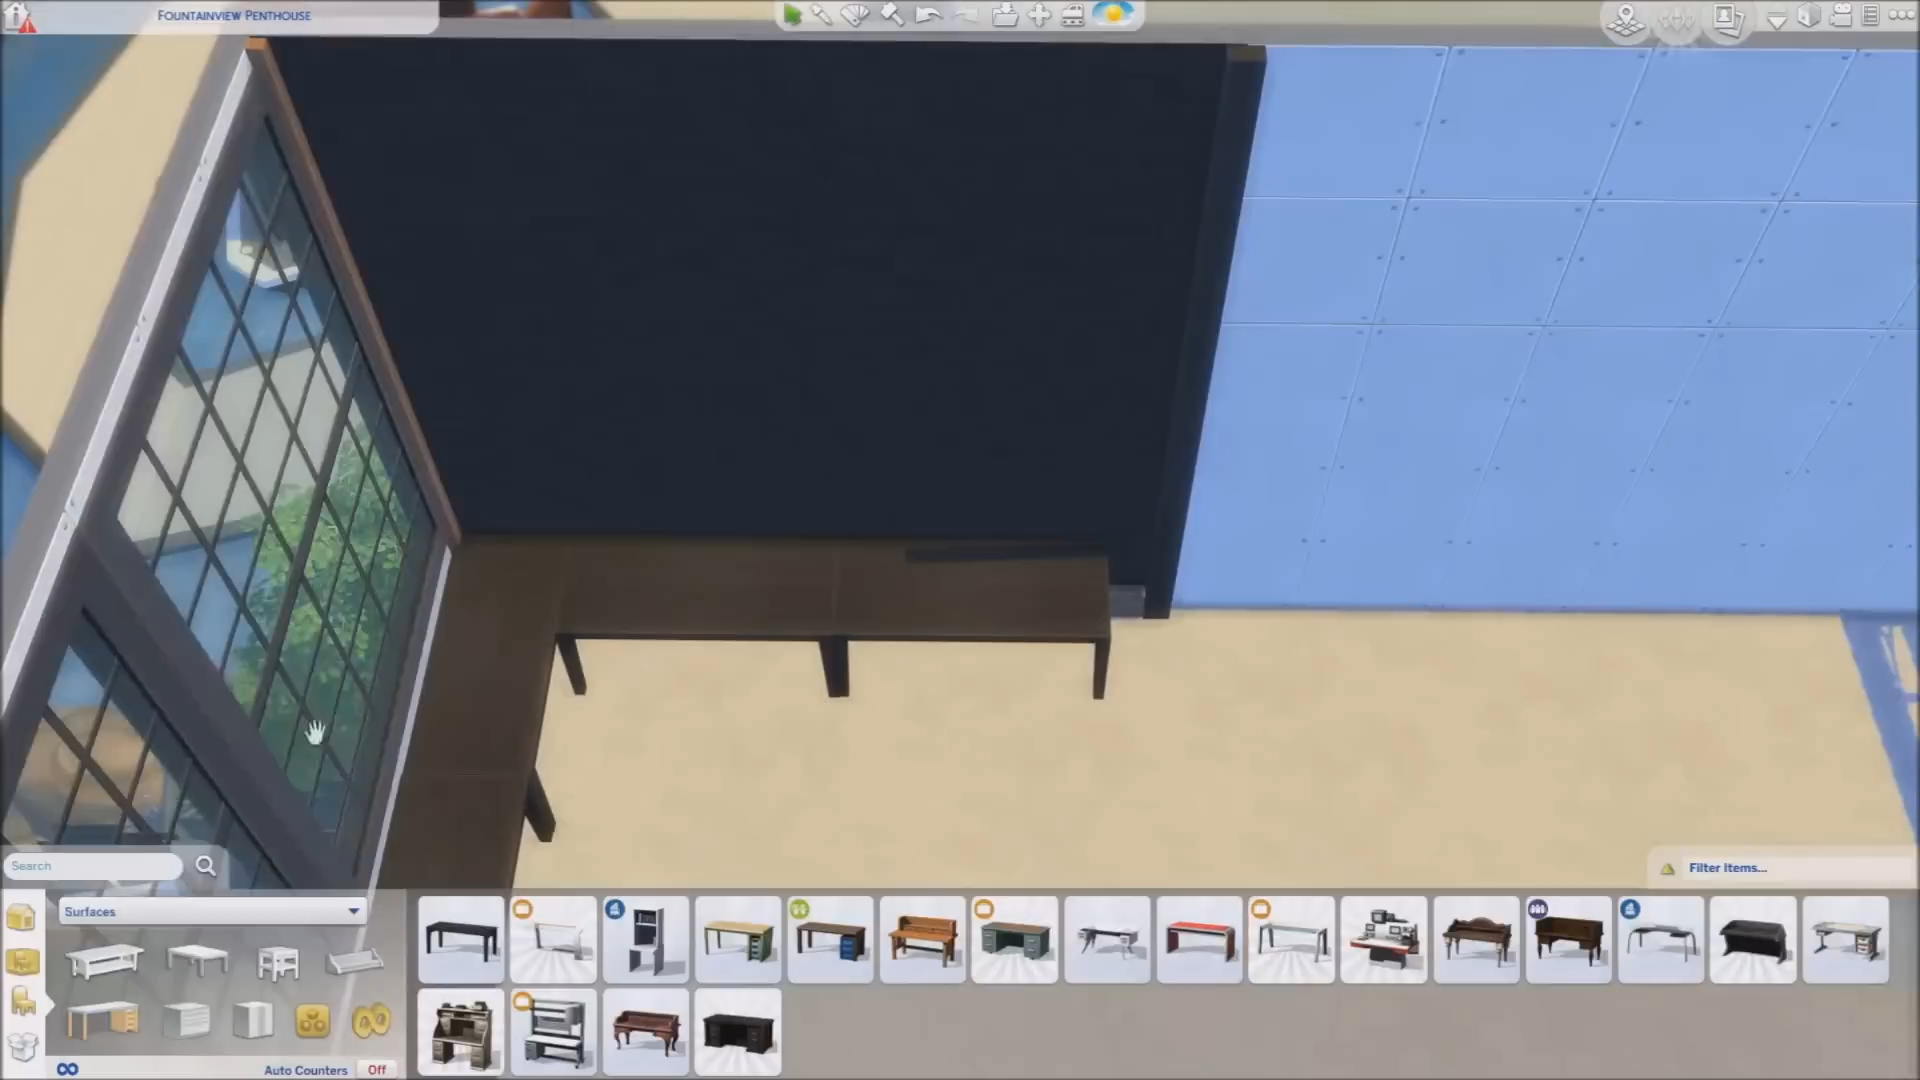 Fountainview Penthouse
Search
Filter Items...
Surfaces
Auto Counters Off